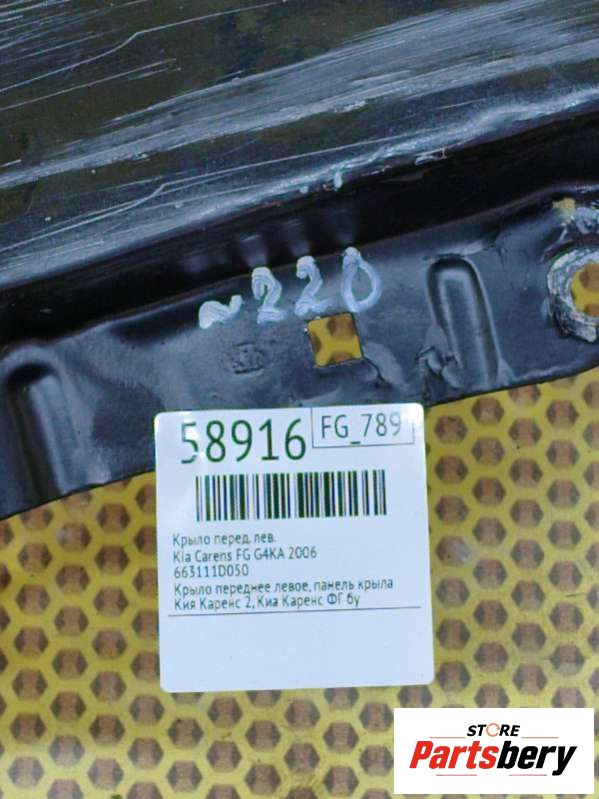 ~220
58916
FG_789
Крыло перед. лев.
Kia Carens FG G4KA 2006
663111D050
Крыло переднее левое, панель крыла
Кия Каренс 2, Киа Каренс ФГ бу
STORE
Partsbery